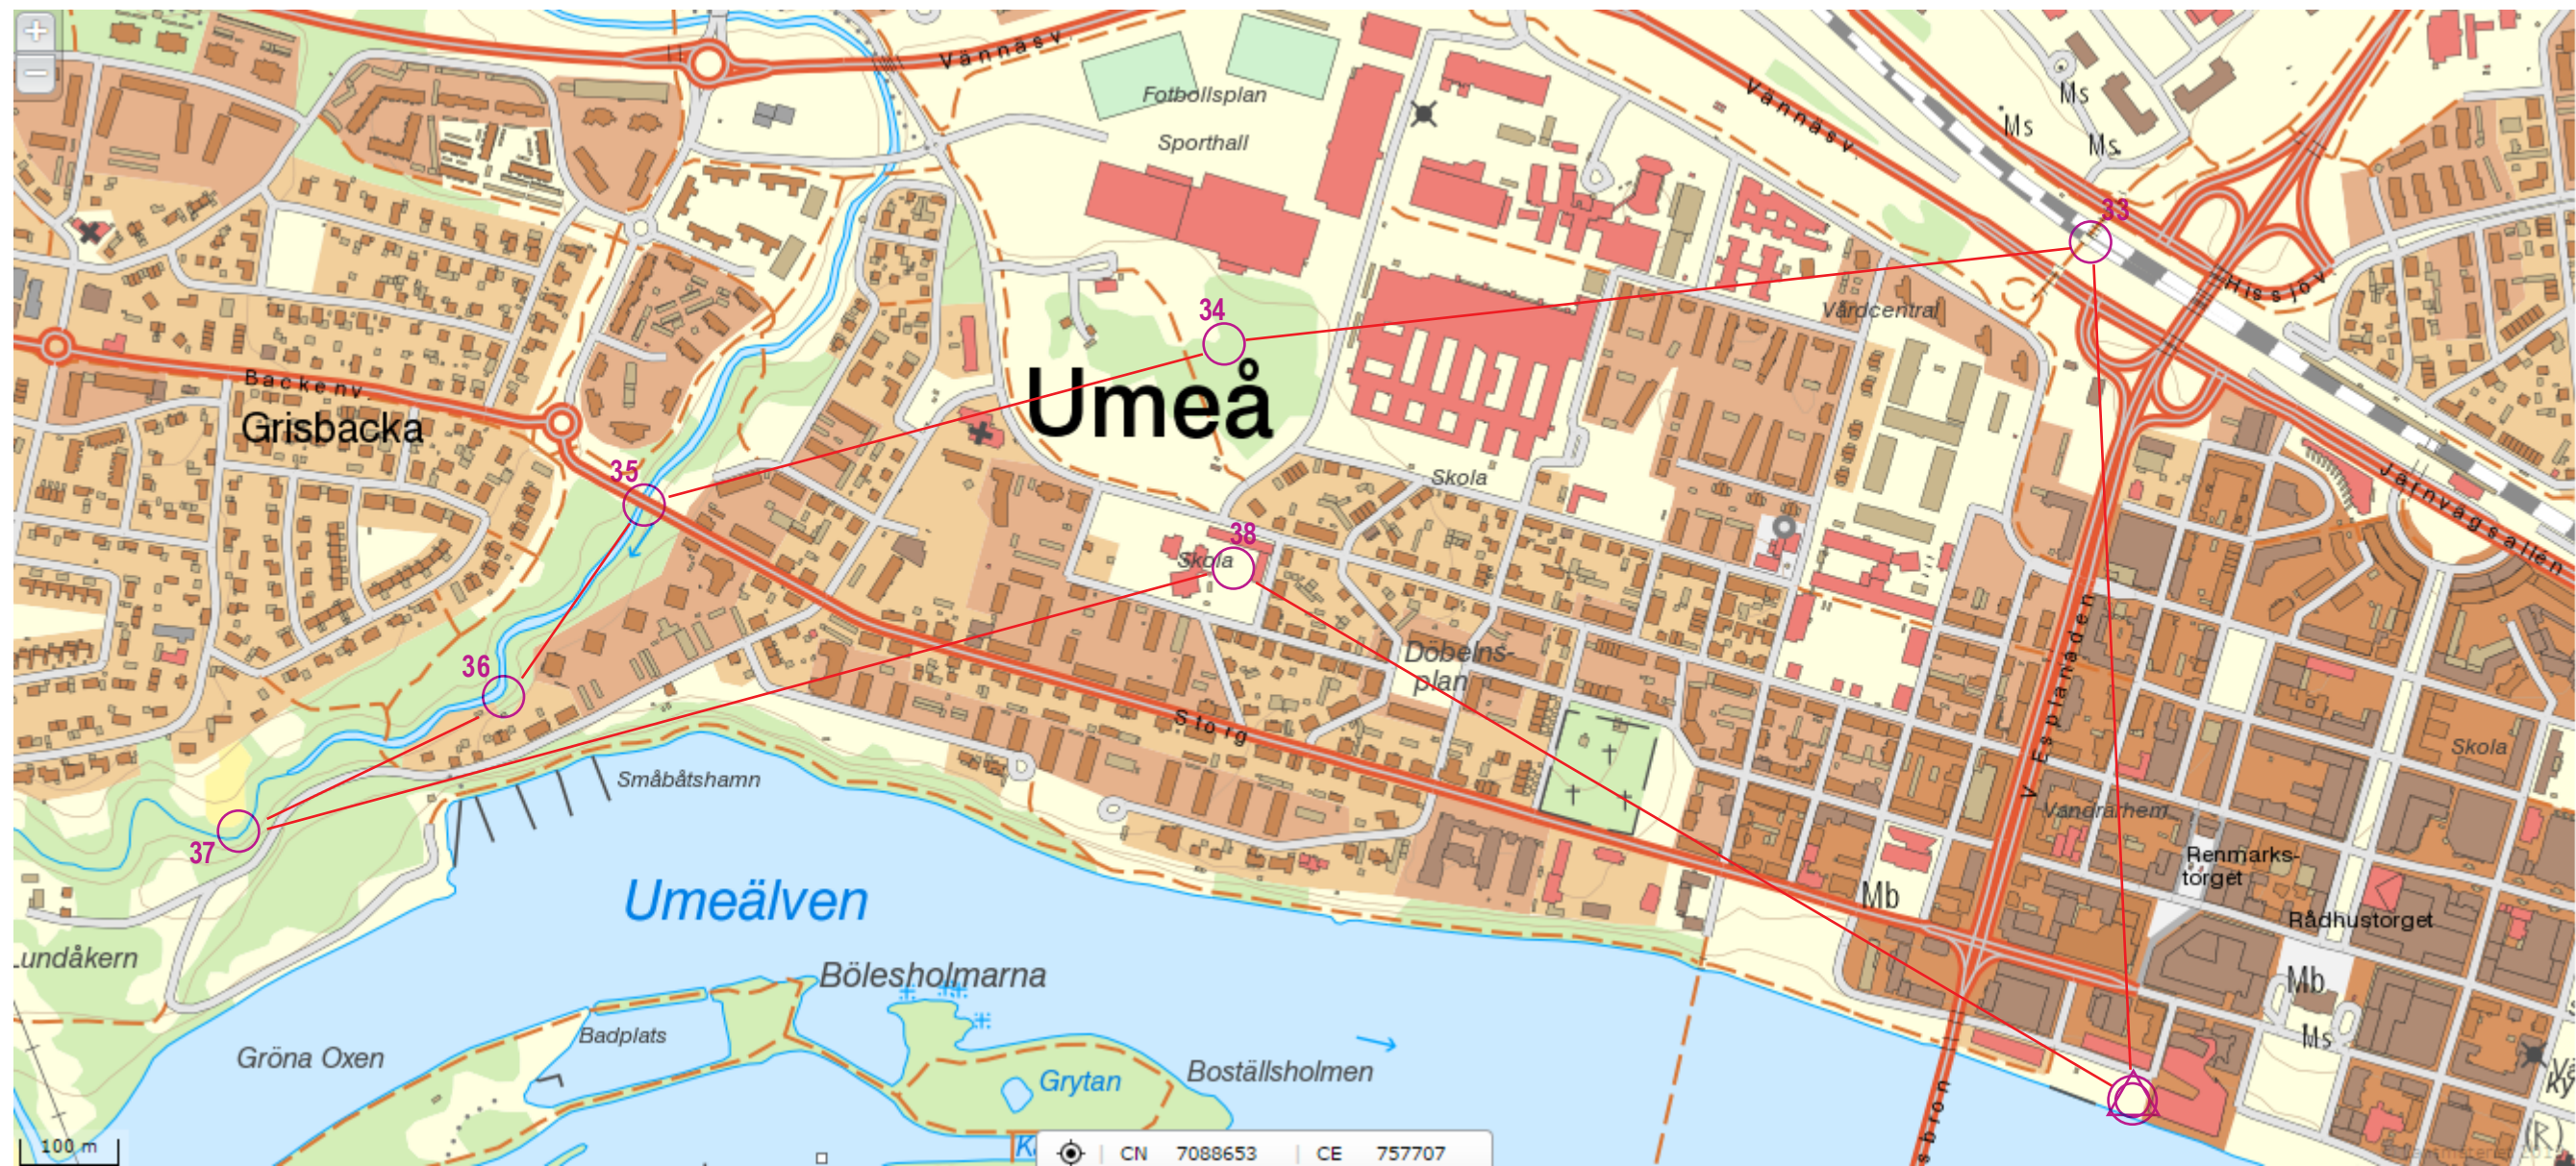 +
−
Vännäsv.
Fotbollsplan
Sporthall
Vännäsv.
Ms
Ms
Ms
33
Hissjöv
34
Vårdcentral
Umeå
Backenv.
Grisbacka
35
Skola
Järnvägsallén
38
Skola
Döbelns-
plan
V Esplanaden
36
Storg
Skola
Småbåtshamn
37
Vandrarhem
Renmarks-
torget
Umeälven
Mb
Rådhustorget
Lundåkern
Bölesholmarna
Mb
Badplats
Ms
Gröna Oxen
Grytan
Boställsholmen
100 m
CN 7088653 CE 757707
(R)